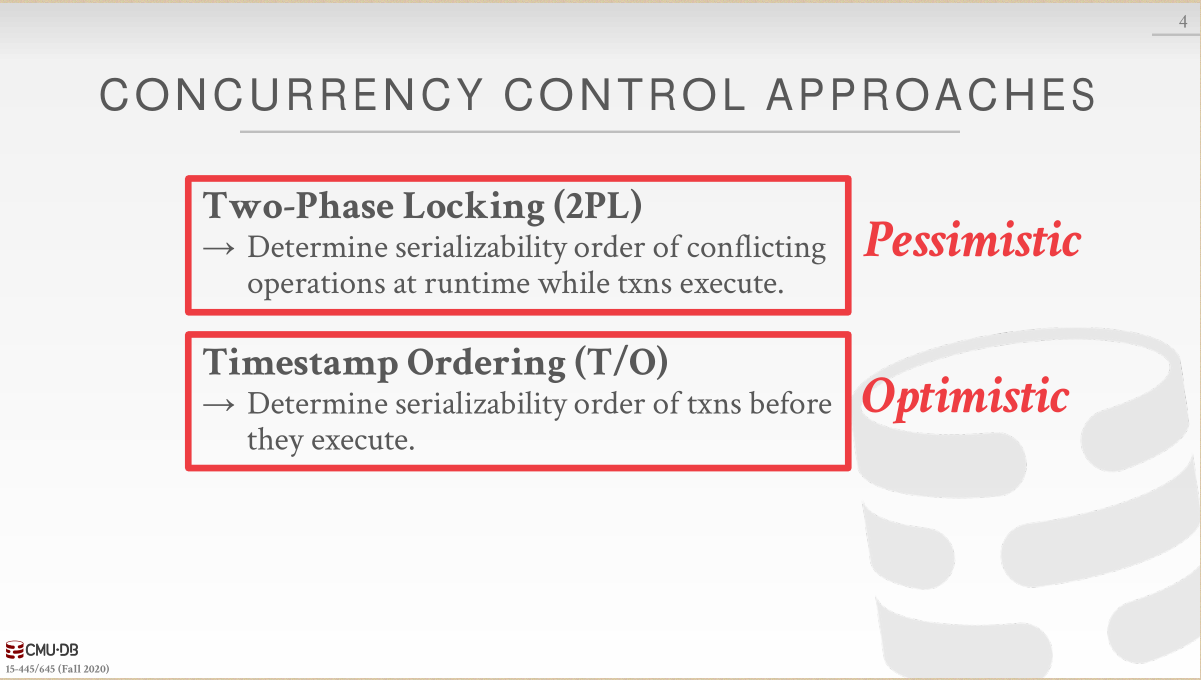 4
CONCURRENCY CONTROL APPROACHES
Two-Phase Locking (2PL)
→ Determine serializability order of conflicting
operations at runtime while txns execute.
Pessimistic
Timestamp Ordering (T/O)
→ Determine serializability order of txns before
they execute.
Optimistic
CMU·DB
15-445/645 (Fall 2020)